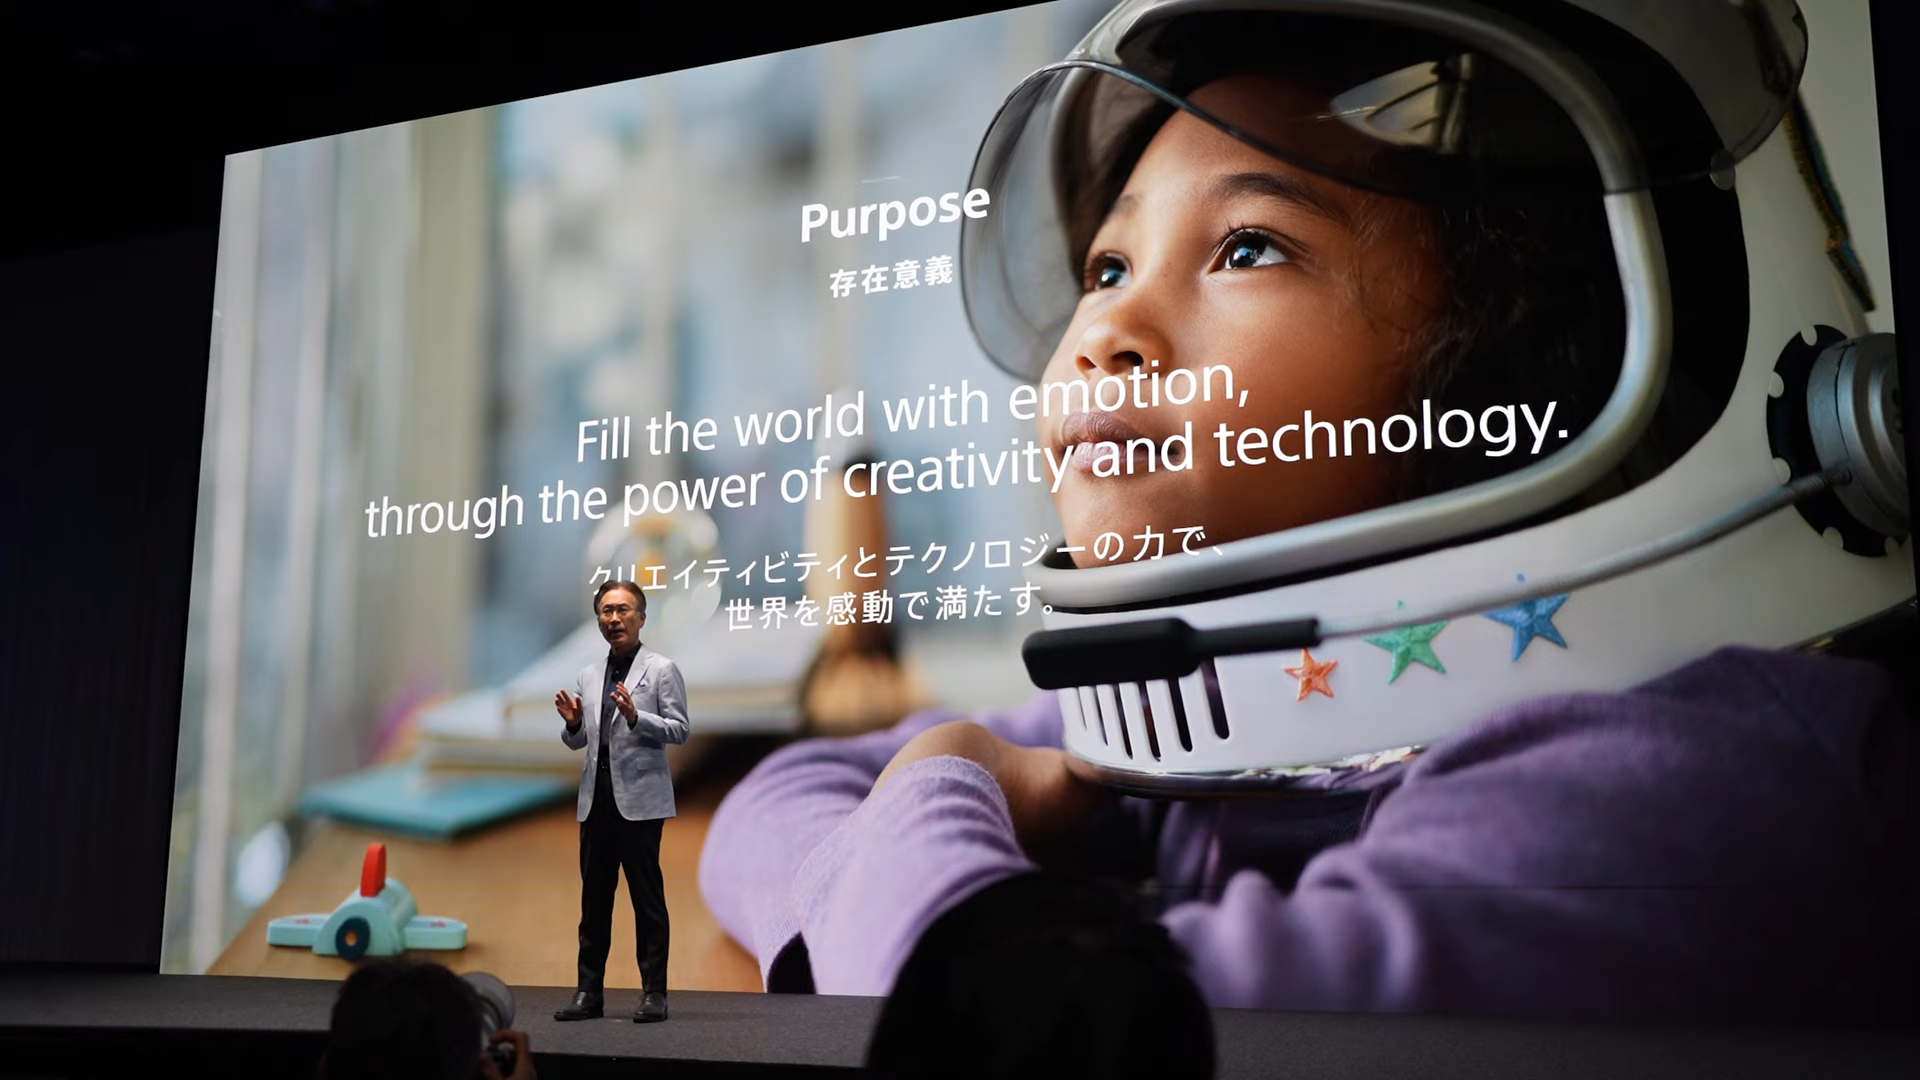 Purpose
存在意義
Fill the world with emotion,
through the power of creativity and technology.
クリエイティビティとテクノロジーの力で、
世界を感動で満たす。